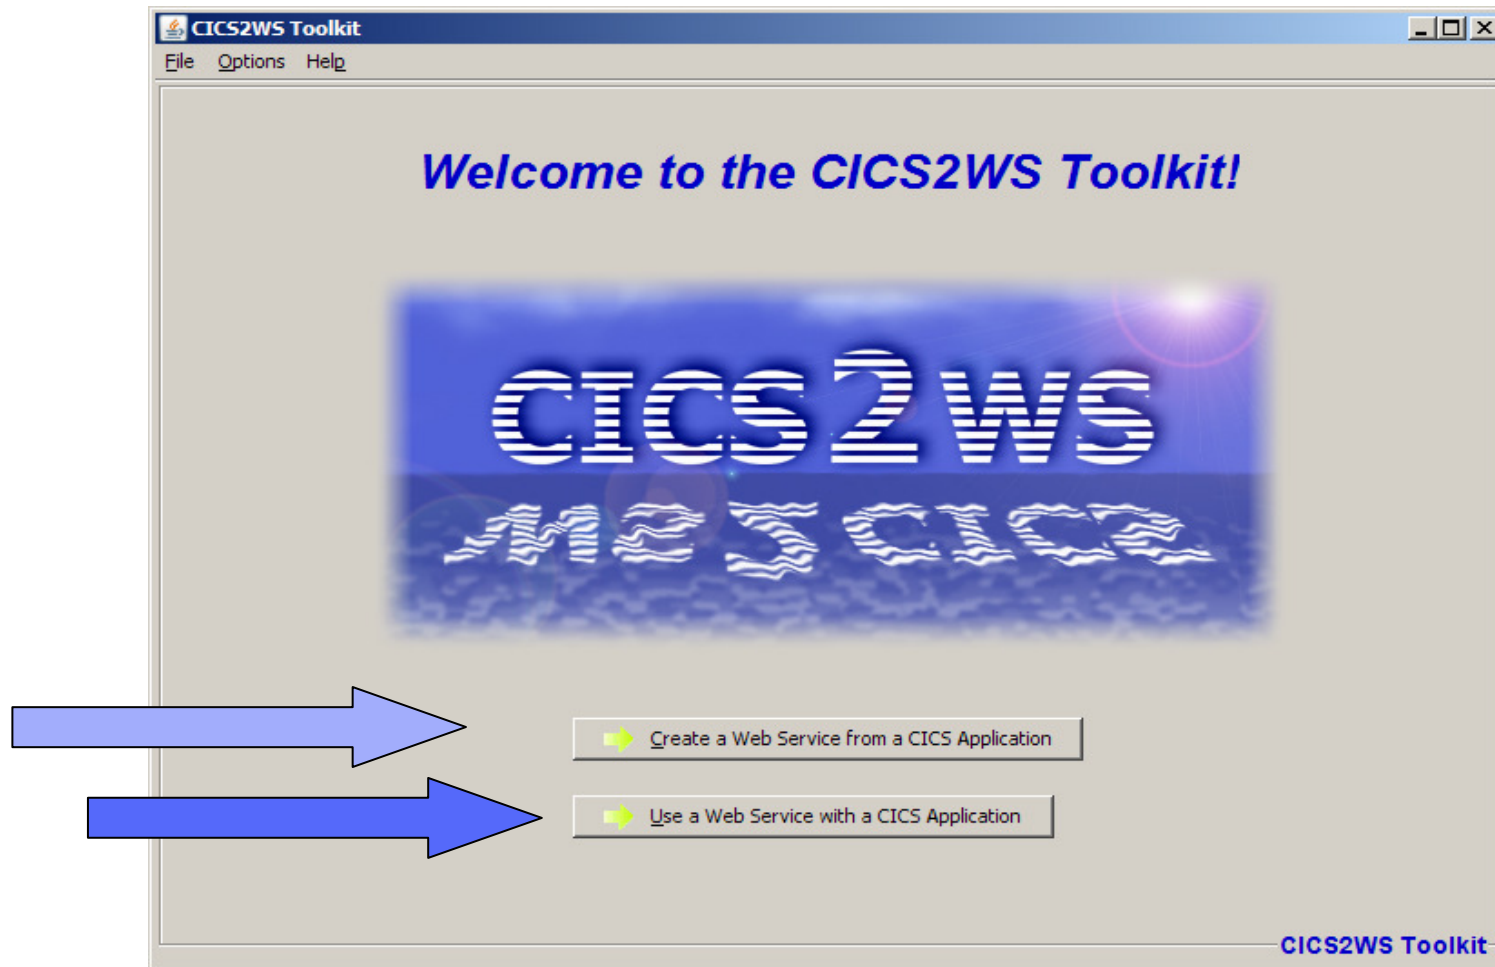 CICS2WS Toolkit
File Options Help
Welcome to the CICS2WS Toolkit!
CICS2WS
Create a Web Service from a CICS Application
Use a Web Service with a CICS Application
CICS2WS Toolkit